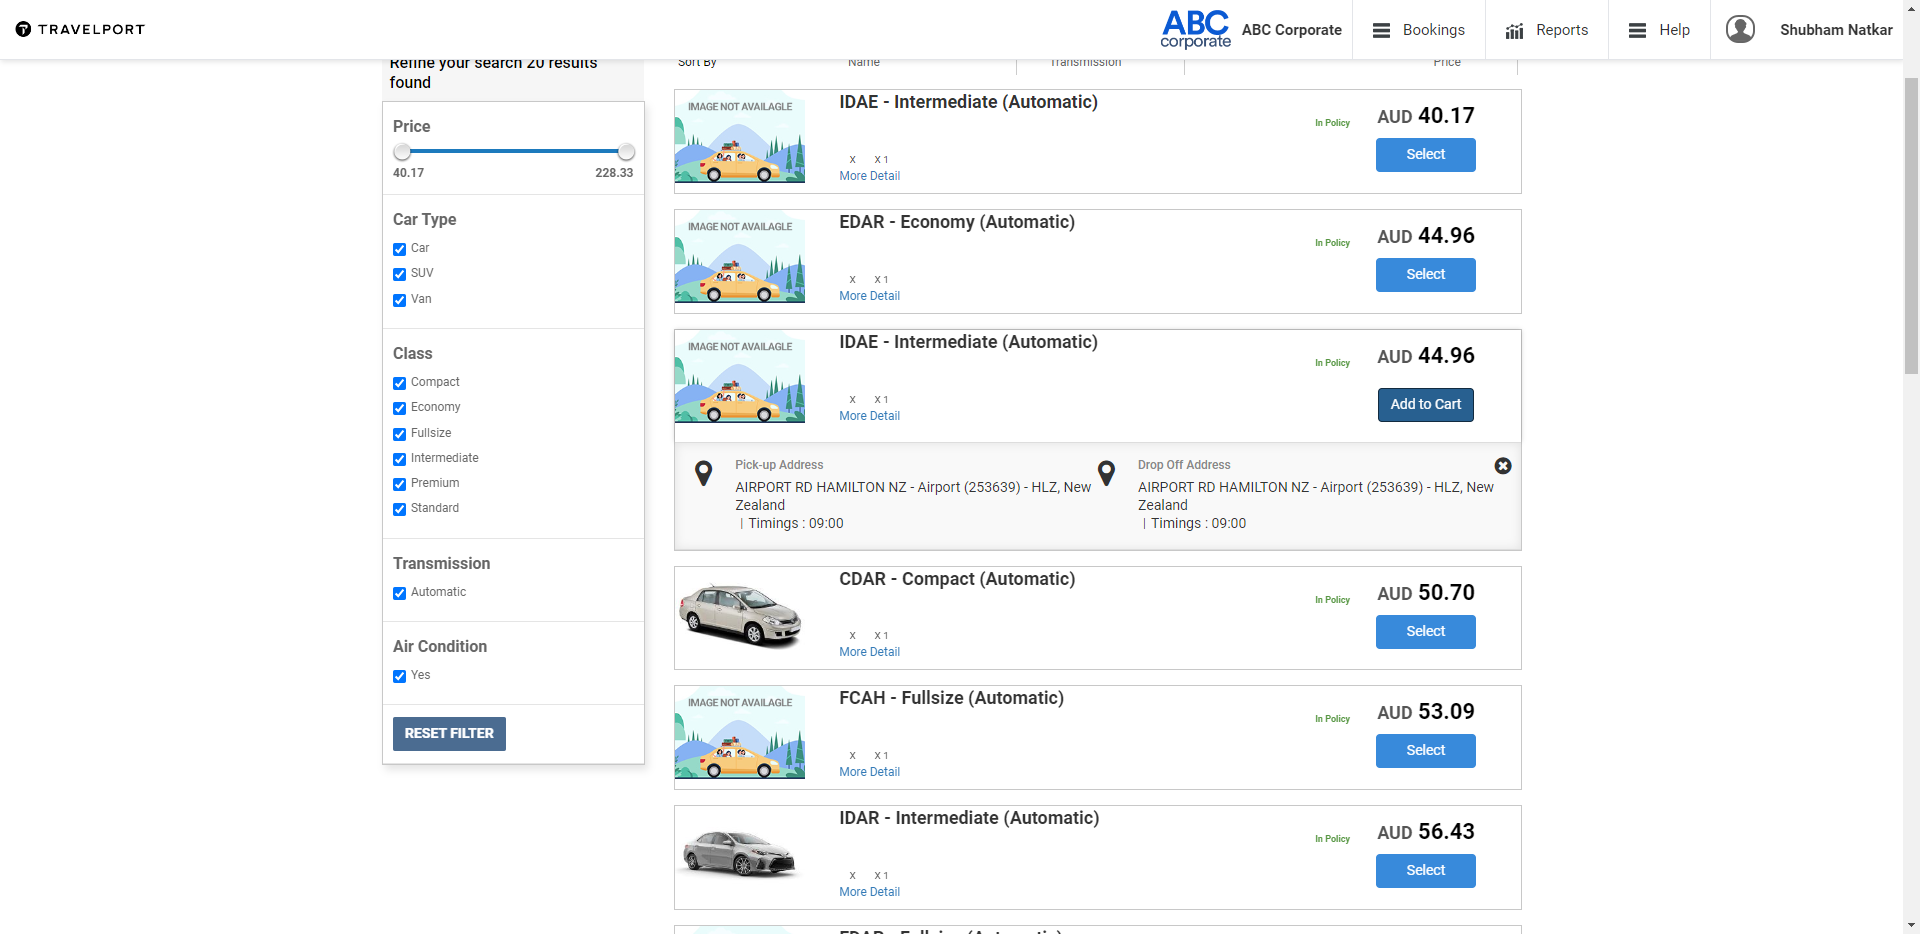 TRAVELPORT
ABC
corporate
ABC Corporate
Bookings
Reports
Help
Shubham Natkar
Refine your search 20 results
found
Price
40.17 228.33
Car Type
Car
SUV
Van
Class
Compact
Economy
Fullsize
Intermediate
Premium
Standard
Transmission
Automatic
Air Condition
Yes
RESET FILTER
Sort By Name Transmission Price
IMAGE NOT AVAILAGLE
IDAE - Intermediate (Automatic)
In Policy
AUD 40.17
Select
X X 1
More Detail
IMAGE NOT AVAILAGLE
EDAR - Economy (Automatic)
In Policy
AUD 44.96
Select
X X 1
More Detail
IMAGE NOT AVAILAGLE
IDAE - Intermediate (Automatic)
In Policy
AUD 44.96
Add to Cart
X X 1
More Detail
Pick-up Address
AIRPORT RD HAMILTON NZ - Airport (253639) - HLZ, New
Zealand
| Timings : 09:00
Drop Off Address
AIRPORT RD HAMILTON NZ - Airport (253639) - HLZ, New
Zealand
| Timings : 09:00
CDAR - Compact (Automatic)
In Policy
AUD 50.70
Select
X X 1
More Detail
IMAGE NOT AVAILAGLE
FCAH - Fullsize (Automatic)
In Policy
AUD 53.09
Select
X X 1
More Detail
IDAR - Intermediate (Automatic)
In Policy
AUD 56.43
Select
X X 1
More Detail